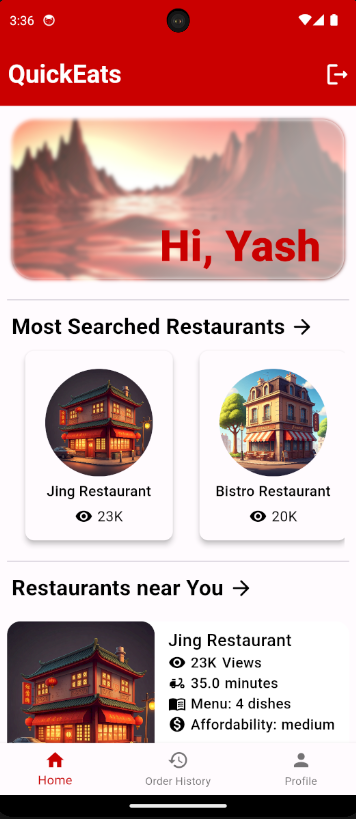 3:36
QuickEats
Hi, Yash
Most Searched Restaurants
Jing Restaurant
23K
Bistro Restaurant
20K
Restaurants near You
Jing Restaurant
23K Views
35.0 minutes
Menu: 4 dishes
Affordability: medium
Home
Order History
Profile